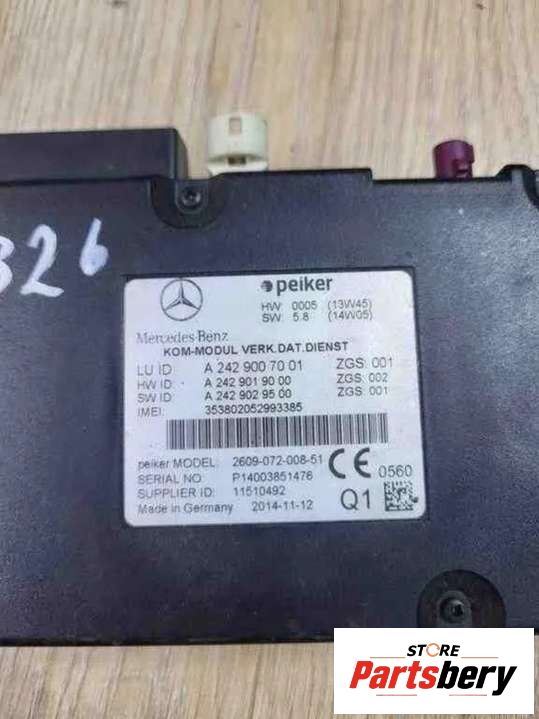 326
peiker
HW: 0005 (13W45)
SW: 5.8 (14W05)
Mercedes-Benz
KOM-MODUL VERK.DAT.DIENST
LU ID A 242 900 70 01 ZGS: 001
HW ID: A 242 901 90 00 ZGS: 002
SW ID: A 242 902 95 00 ZGS: 001
IMEI: 353802052993385
peiker MODEL: 2609-072-008-51 CE 0560
SERIAL NO: P14003851476
SUPPLIER ID: 11510492
Made in Germany 2014-11-12 Q1
STORE
Partsbery